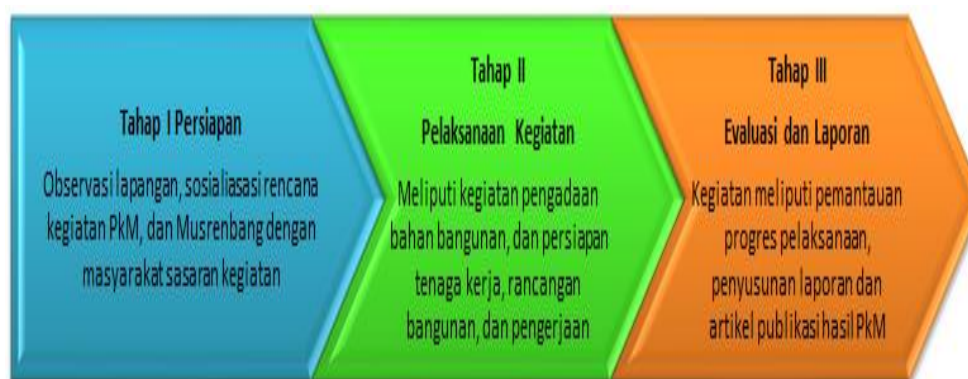 Tahap I Persiapan
Observasi lapangan, sosialiasasi rencana
kegiatan PkM, dan Musrenbang dengan
masyarakat sasaran kegiatan
Tahap II
Pelaksanaan Kegiatan
Meliputi kegiatan pengadaan
bahan bangunan, dan persiapan
tenaga kerja, rancangan
bangunan, dan pengerjaan
Tahap III
Evaluasi dan Laporan
Kegiatan meliputi pemantauan
progres pelaksanaan,
penyusunan laporan dan
artikel publikasi hasil PkM